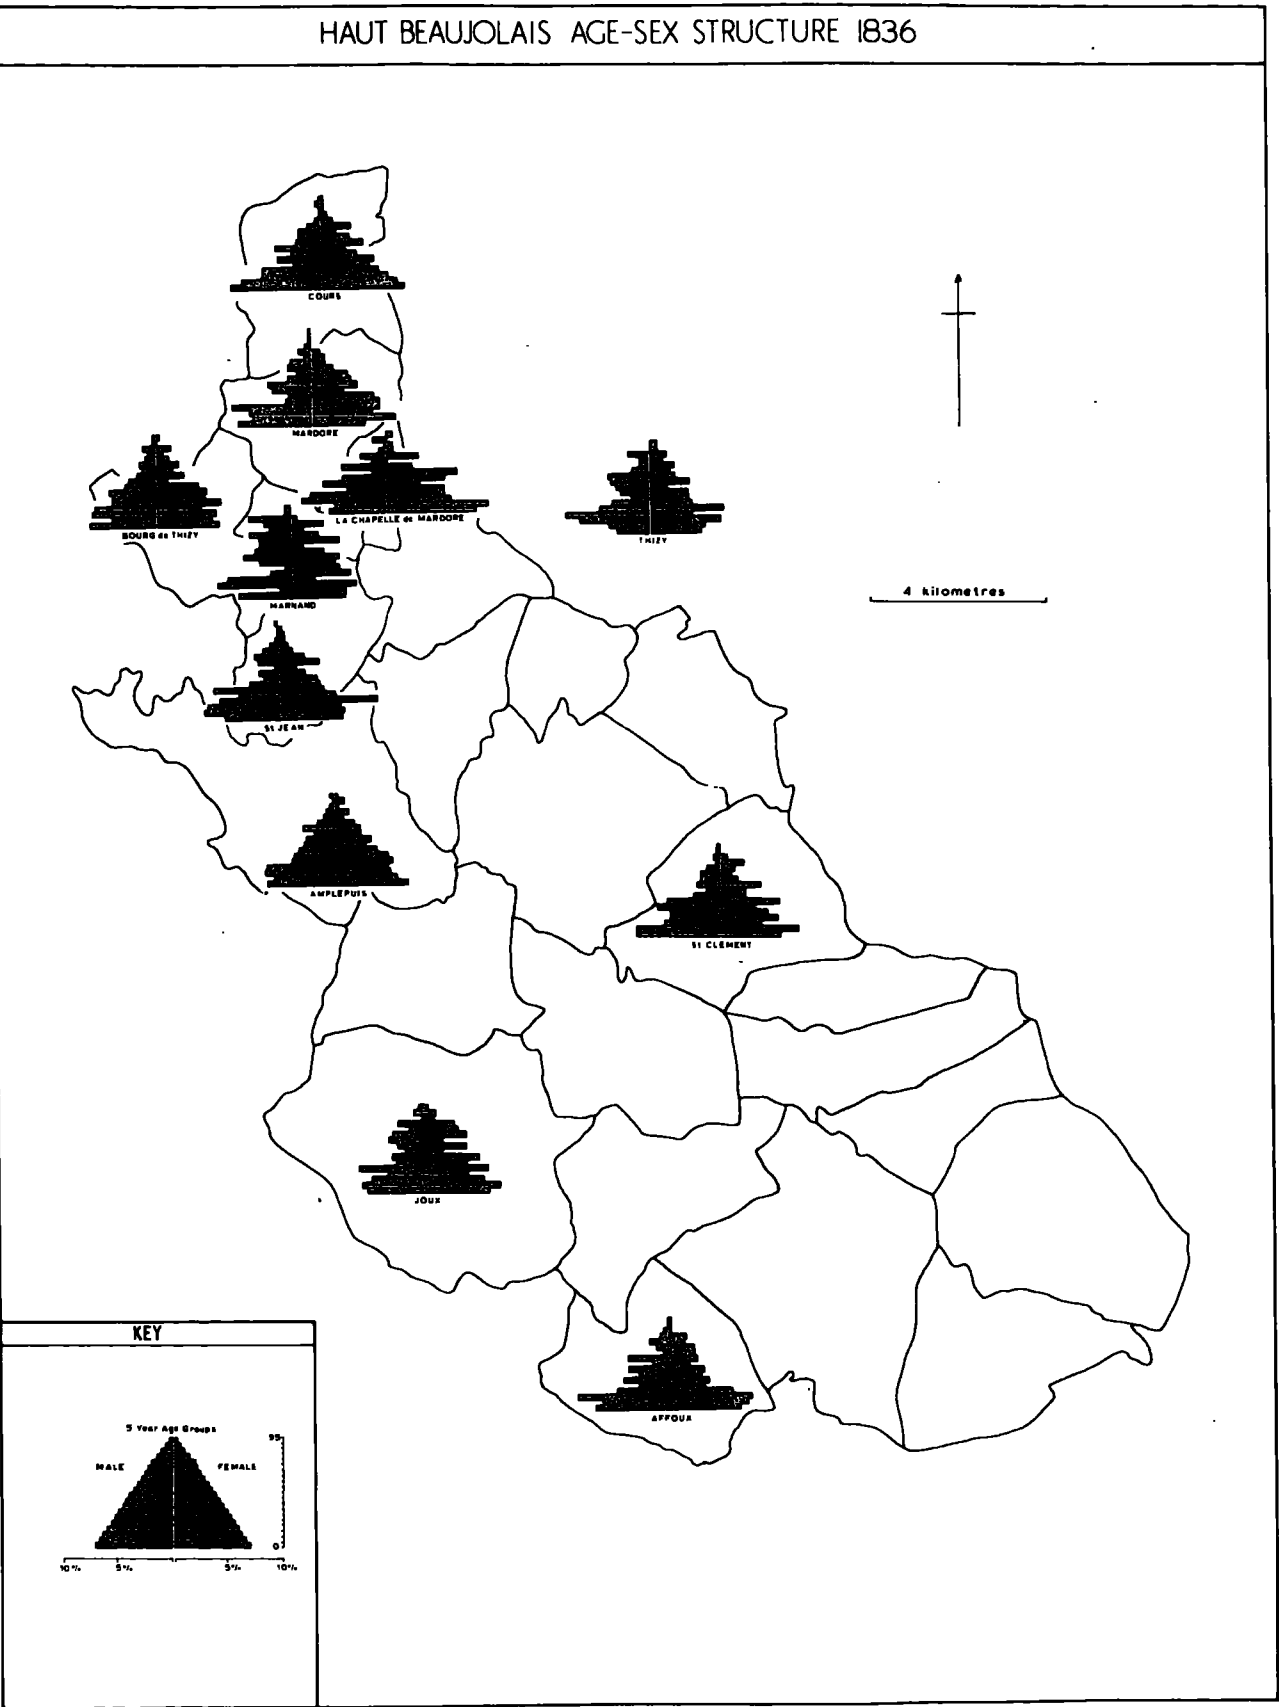 HAUT BEAUJOLAIS AGE-SEX STRUCTURE 1836
COURS
MARDORE
LA CHAPELLE de MARDORE
BOURG de THIZY
THIZY
4 kilometres
MARNAND
St JEAN
AMPLEPUIS
St CLEMENT
JOUX
AFFOUX
KEY
5 Year Age Groups
95
MALE
FEMALE
0
10% 5% 5% 10%